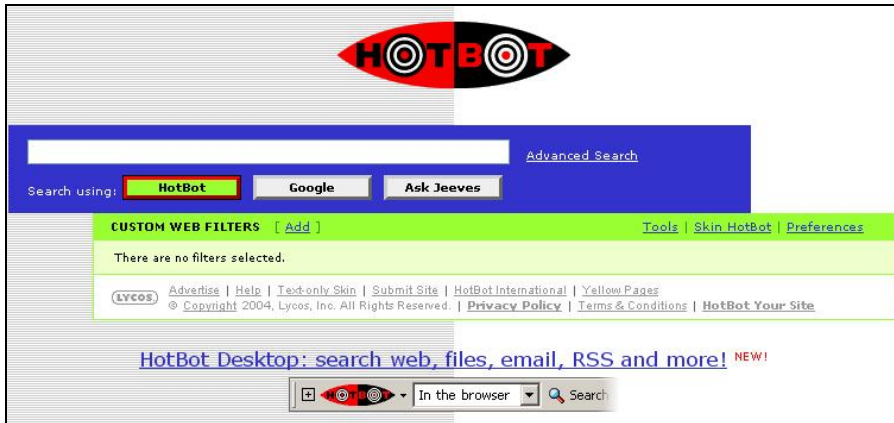 HOTBOT
Advanced Search
Search using: HotBot Google Ask Jeeves
CUSTOM WEB FILTERS [ Add ] Tools | Skin HotBot | Preferences
There are no filters selected.
LYCOS Advertise | Help | Text-only Skin | Submit Site | HotBot International | Yellow Pages
© Copyright 2004, Lycos, Inc. All Rights Reserved. | Privacy Policy | Terms & Conditions | HotBot Your Site
HotBot Desktop: search web, files, email, RSS and more! NEW!
HOTBOT In the browser Search